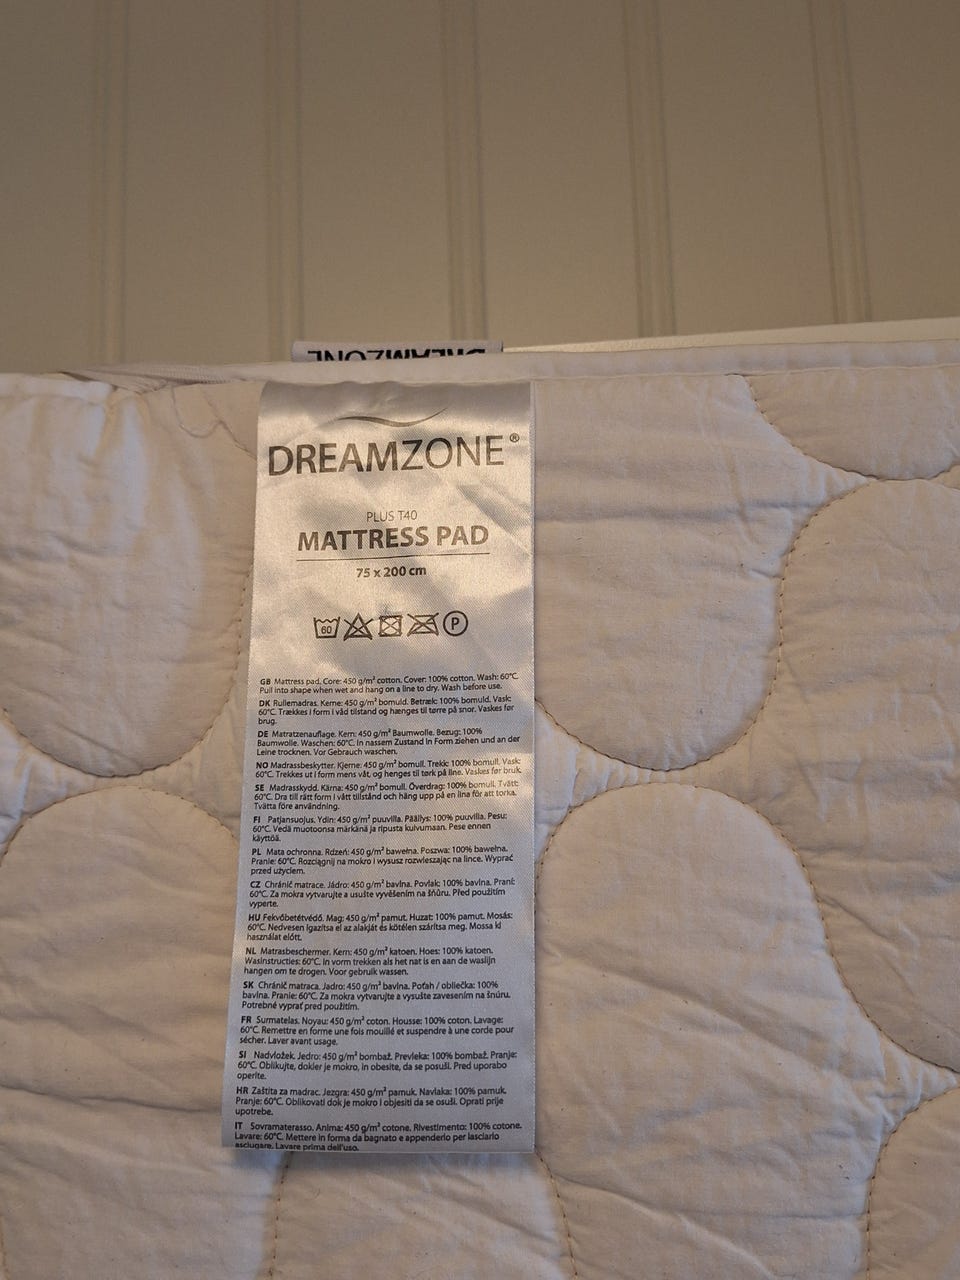 DREAMZONE
DREAMZONE®
PLUS T40
MATTRESS PAD
75 x 200 cm
60 P
GB Mattress pad. Core: 450 g/m² cotton. Cover: 100% cotton. Wash: 60°C.
Pull into shape when wet and hang on a line to dry. Wash before use.
DK Rullemadras. Kerne: 450 g/m² bomuld. Betræk: 100% bomuld. Vask:
60°C. Trækkes i form i våd tilstand og hænges til tørre på snor. Vaskes før
brug.
DE Matratzenauflage. Kern: 450 g/m² Baumwolle. Bezug: 100%
Baumwolle. Waschen: 60°C. In nassem Zustand in Form ziehen und an der
Leine trocknen. Vor Gebrauch waschen.
NO Madrassbeskytter. Kjerne: 450 g/m² bomull. Trekk: 100% bomull. Vask:
60°C. Trekkes ut i form mens våt, og henges til tørk på line. Vaskes før bruk.
SE Madrasskydd. Kärna: 450 g/m² bomull. Överdrag: 100% bomull. Tvätt:
60°C. Dra till rätt form i vått tillstånd och häng upp på en lina för att torka.
Tvätta före användning.
FI Patjansuojus. Ydin: 450 g/m² puuvilla. Päällys: 100% puuvilla. Pesu:
60°C. Vedä muotoonsa märkänä ja ripusta kuivumaan. Pese ennen
käyttöä.
PL Mata ochronna. Rdzeń: 450 g/m² bawełna. Poszwa: 100% bawełna.
Pranie: 60°C. Rozciągnij na mokro i wysusz rozwieszając na lince. Wyprać
przed użyciem.
CZ Chránič matrace. Jádro: 450 g/m² bavlna. Povlak: 100% bavlna. Praní:
60°C. Za mokra vytvarujte a usušte vyvěšením na šňůru. Před použitím
vyperte.
HU Fekvőbetétvédő. Mag: 450 g/m² pamut. Huzat: 100% pamut. Mosás:
60°C. Nedvesen igazítsa el az alakját és kötélen szárítsa meg. Mossa ki
használat előtt.
NL Matrasbeschermer. Kern: 450 g/m² katoen. Hoes: 100% katoen.
Wasinstructies: 60°C. In vorm trekken als het nat is en aan de waslijn
hangen om te drogen. Voor gebruik wassen.
SK Chránič matraca. Jadro: 450 g/m² bavlna. Poťah / obliečka: 100%
bavlna. Pranie: 60°C. Za mokra vytvarujte a vysušte zavesením na šnúru.
Potrebné vyprať pred použitím.
FR Surmatelas. Noyau: 450 g/m² coton. Housse: 100% coton. Lavage:
60°C. Remettre en forme une fois mouillé et suspendre à une corde pour
sécher. Laver avant usage.
SI Nadvložek. Jedro: 450 g/m² bombaž. Prevleka: 100% bombaž. Pranje:
60°C. Oblikujte, dokler je mokro, in obesite, da se posuši. Pred uporabo
operite.
HR Zaštita za madrac. Jezgra: 450 g/m² pamuk. Navlaka: 100% pamuk.
Pranje: 60°C. Oblikovati dok je mokro i objesiti da se osuši. Oprati prije
upotrebe.
IT Sovramaterasso. Anima: 450 g/m² cotone. Rivestimento: 100% cotone.
Lavare: 60°C. Mettere in forma da bagnato e appenderlo per lasciarlo
asciugare. Lavare prima dell'uso.